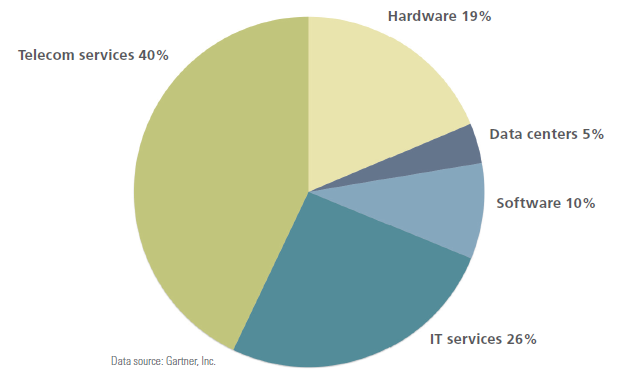 Hardware 19%
Telecom services 40%
Data centers 5%
Software 10%
IT services 26%
Data source: Gartner, Inc.